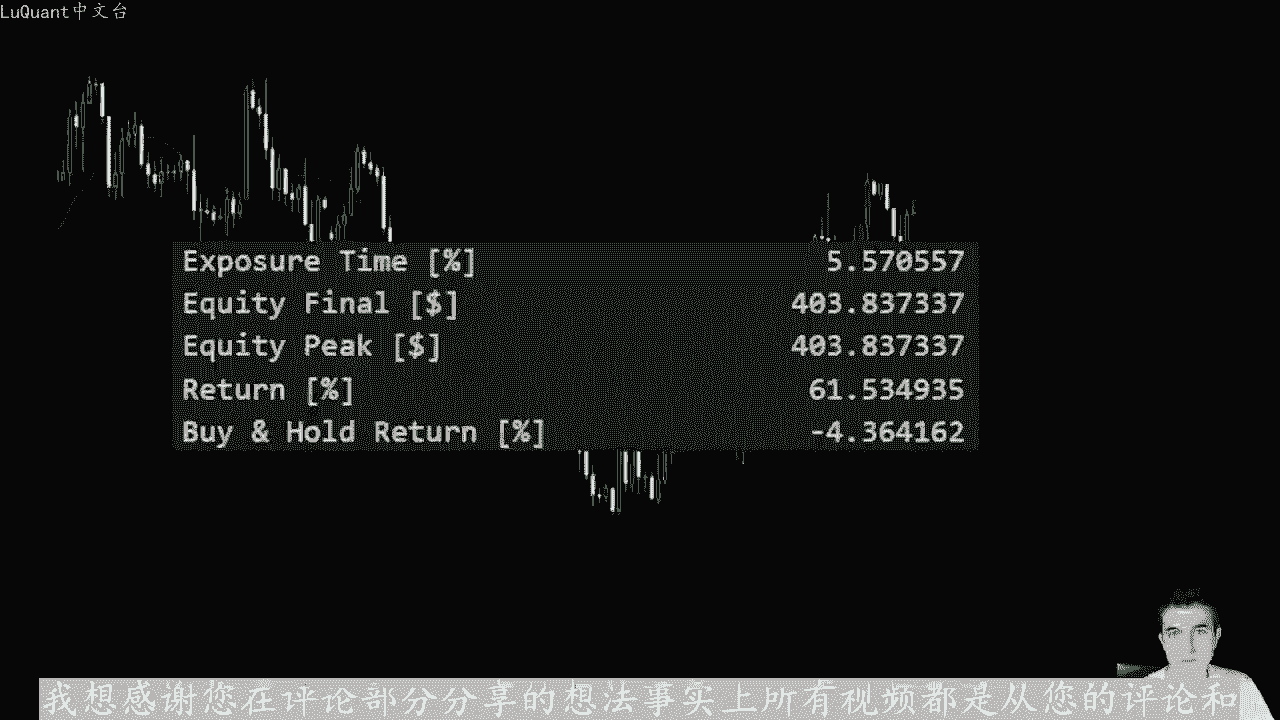 LuQuant中文台
Exposure Time [%] 5.570557
Equity Final [$] 403.837337
Equity Peak [$] 403.837337
Return [%] 61.534935
Buy & Hold Return [%] -4.364162
我想感谢您在评论部分分享的想法事实上所有视频都是从您的评论和